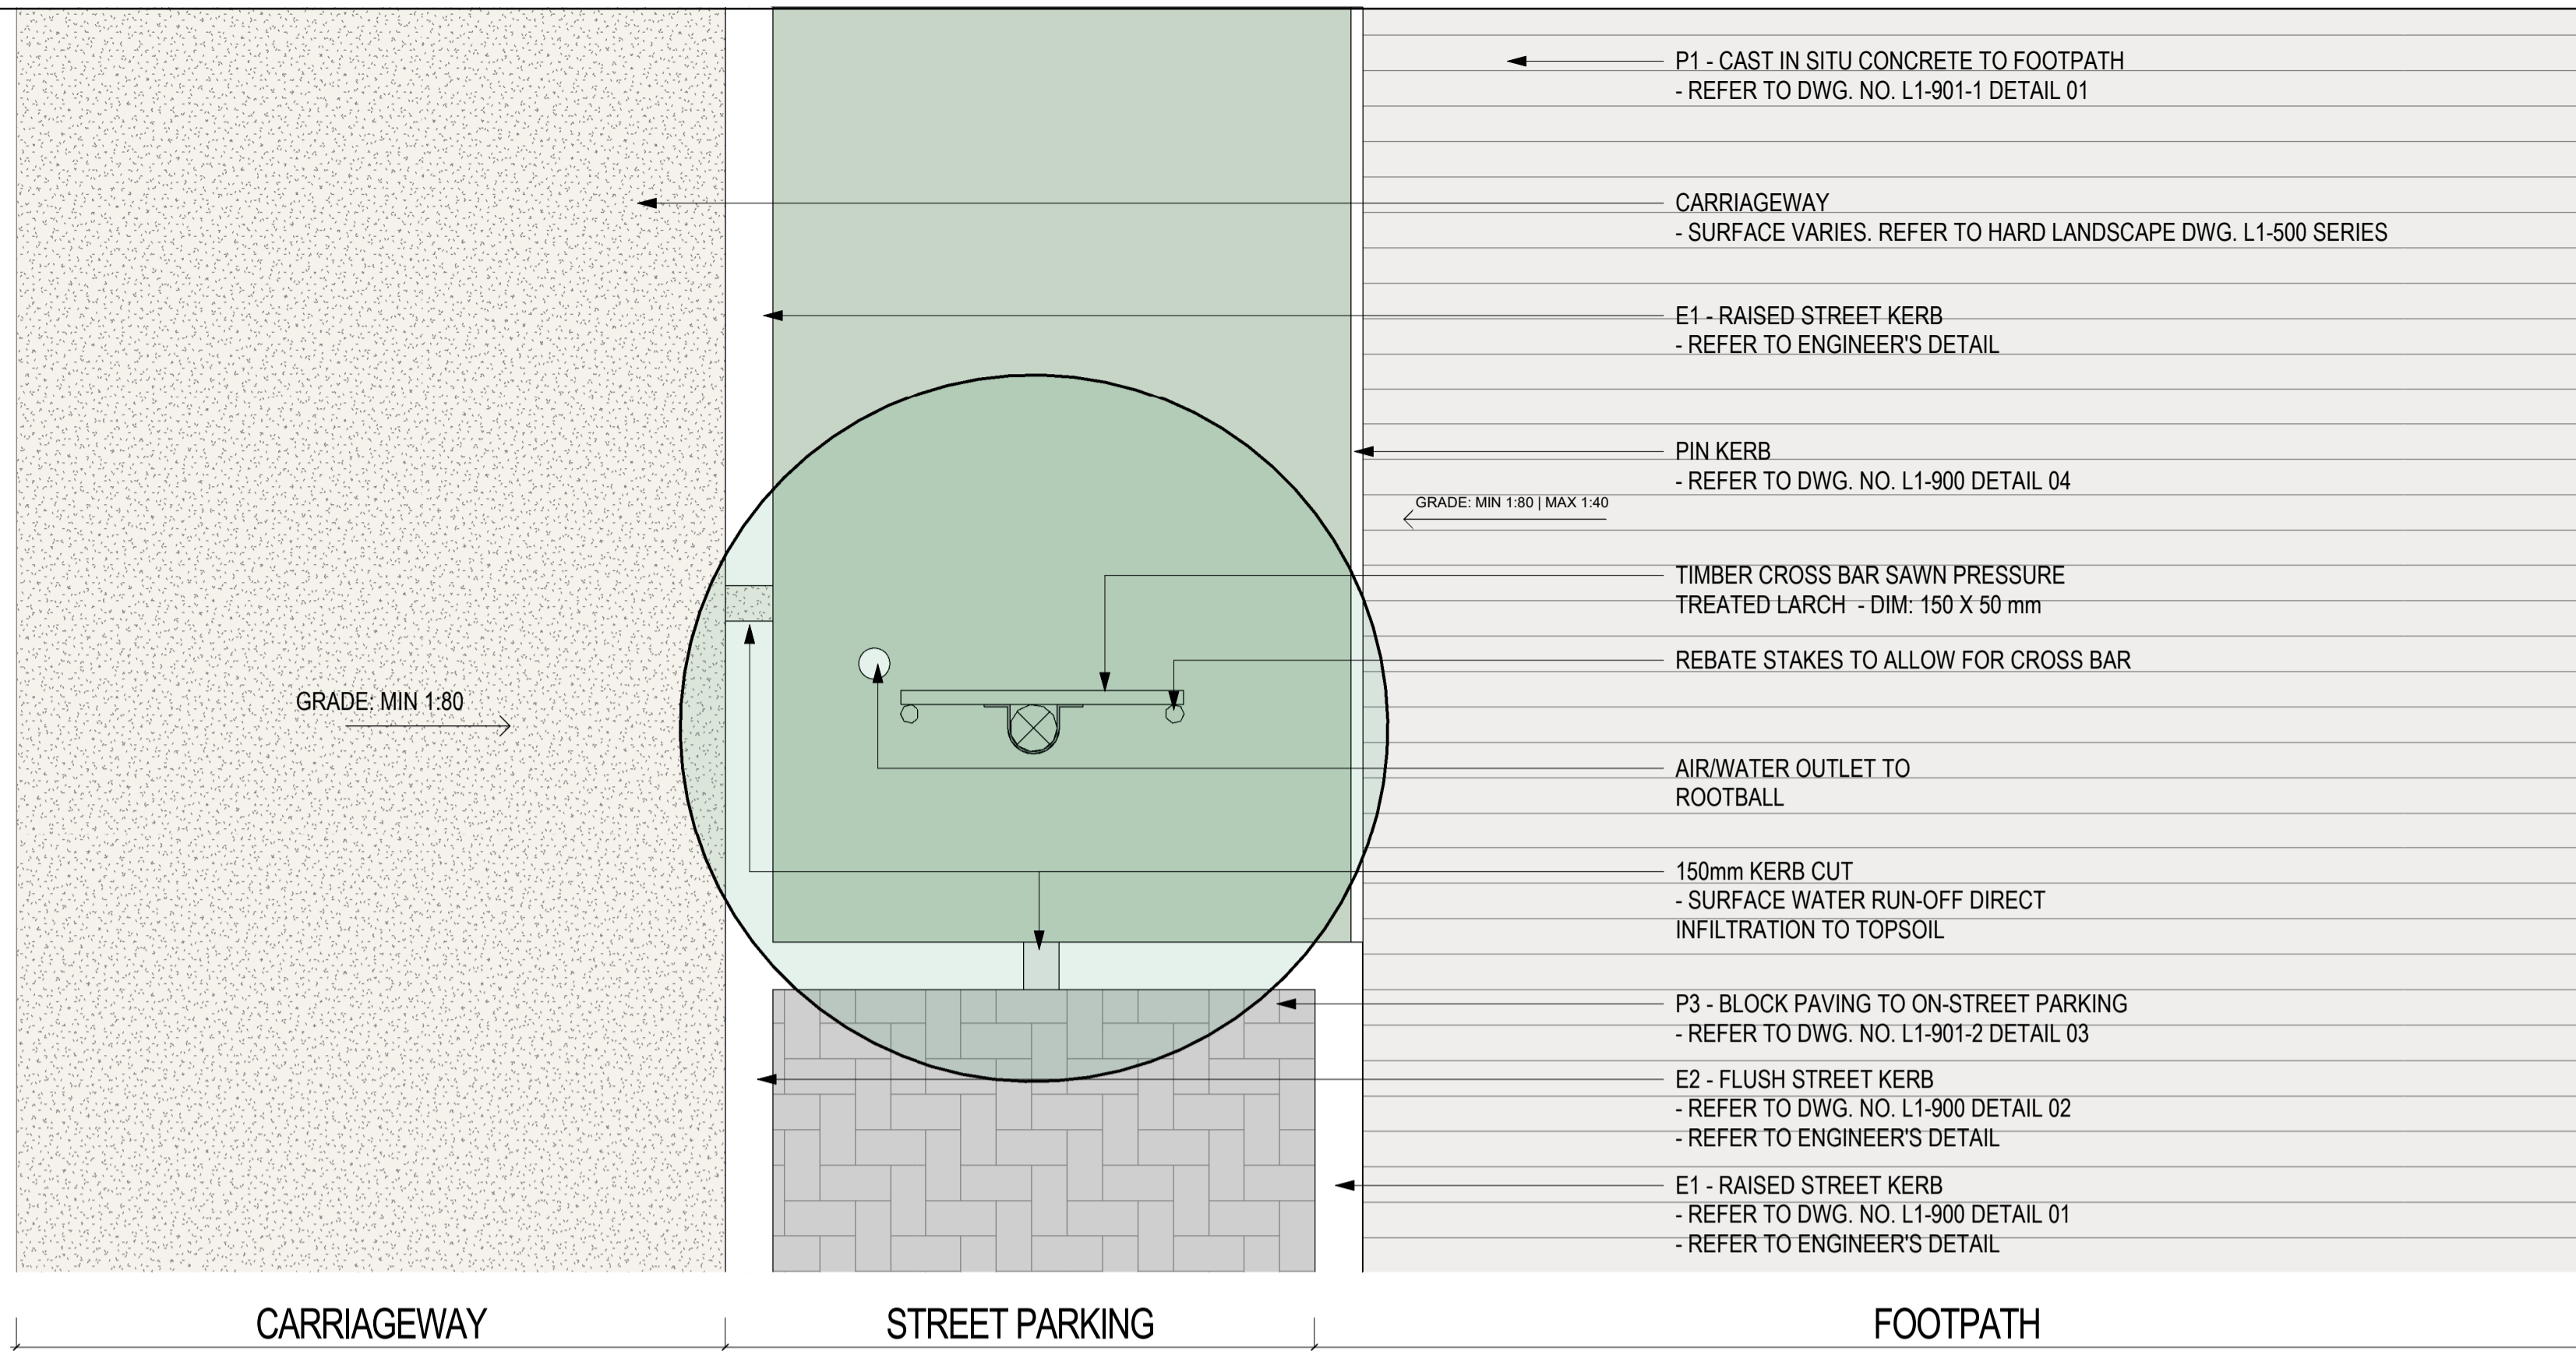 P1 - CAST IN SITU CONCRETE TO FOOTPATH
- REFER TO DWG. NO. L1-901-1 DETAIL 01
CARRIAGEWAY
- SURFACE VARIES. REFER TO HARD LANDSCAPE DWG. L1-500 SERIES
E1 - RAISED STREET KERB
- REFER TO ENGINEER'S DETAIL
PIN KERB
- REFER TO DWG. NO. L1-900 DETAIL 04
GRADE: MIN 1:80 | MAX 1:40
TIMBER CROSS BAR SAWN PRESSURE
TREATED LARCH - DIM: 150 X 50 mm
REBATE STAKES TO ALLOW FOR CROSS BAR
GRADE: MIN 1:80
AIR/WATER OUTLET TO
ROOTBALL
150mm KERB CUT
- SURFACE WATER RUN-OFF DIRECT
INFILTRATION TO TOPSOIL
P3 - BLOCK PAVING TO ON-STREET PARKING
- REFER TO DWG. NO. L1-901-2 DETAIL 03
E2 - FLUSH STREET KERB
- REFER TO DWG. NO. L1-900 DETAIL 02
- REFER TO ENGINEER'S DETAIL
E1 - RAISED STREET KERB
- REFER TO DWG. NO. L1-900 DETAIL 01
- REFER TO ENGINEER'S DETAIL
CARRIAGEWAY
STREET PARKING
FOOTPATH